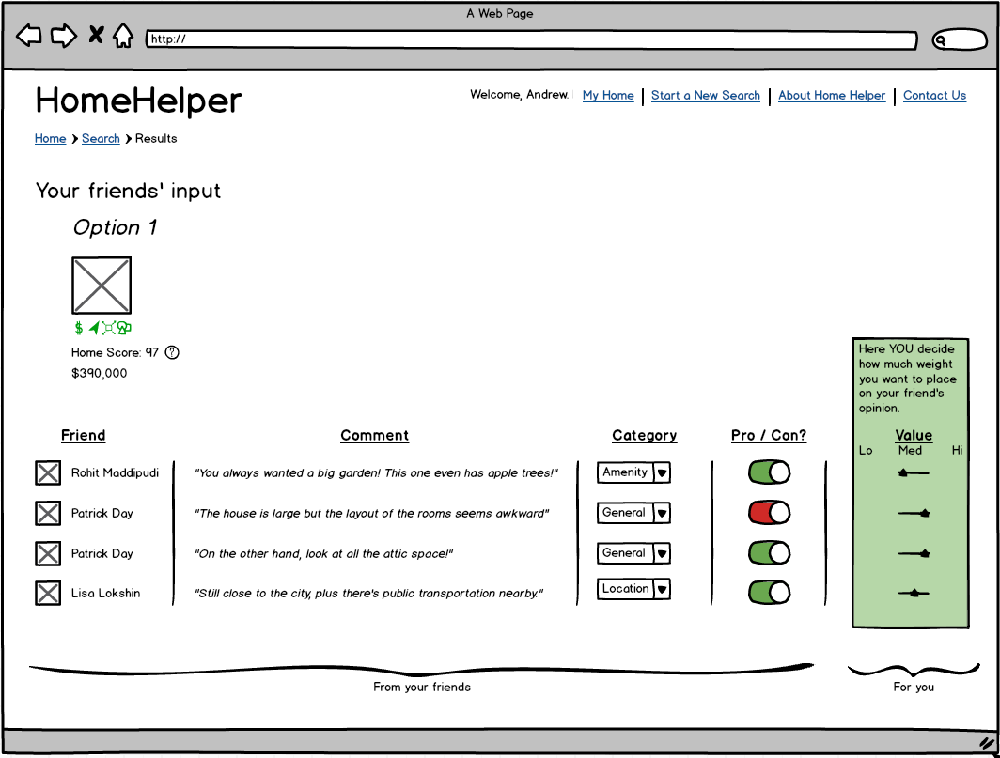 A Web Page
http://
HomeHelper
Welcome, Andrew. My Home Start a New Search About Home Helper Contact Us
Home Search Results
Your friends' input
Option 1
$
Home Score: 97 ?
$390,000
Here YOU decide
how much weight
you want to place
on your friend's
opinion.
Friend Comment Category Pro / Con? Value
Lo Med Hi
Rohit Maddipudi "You always wanted a big garden! This one even has apple trees!" Amenity
Patrick Day "The house is large but the layout of the rooms seems awkward" General
Patrick Day "On the other hand, look at all the attic space!" General
Lisa Lokshin "Still close to the city, plus there's public transportation nearby." Location
From your friends For you